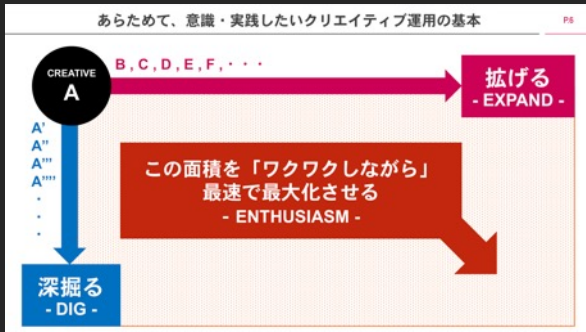 あらためて、意識・実践したいクリエイティブ運用の基本
P.6
CREATIVE
A
B,C,D,E,F,・・・
拡げる
- EXPAND -
A'
A''
A'''
A''''
・
・
・
この面積を「ワクワクしながら」
最速で最大化させる
- ENTHUSIASM -
深掘る
- DIG -